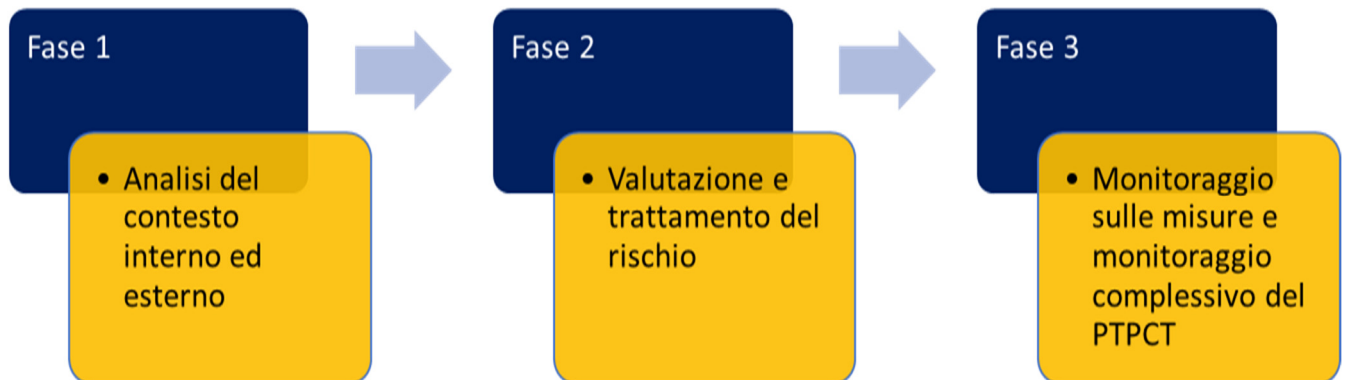 Fase 1
• Analisi del
contesto
interno ed
esterno
Fase 2
• Valutazione e
trattamento del
rischio
Fase 3
• Monitoraggio
sulle misure e
monitoraggio
complessivo del
PTPCT